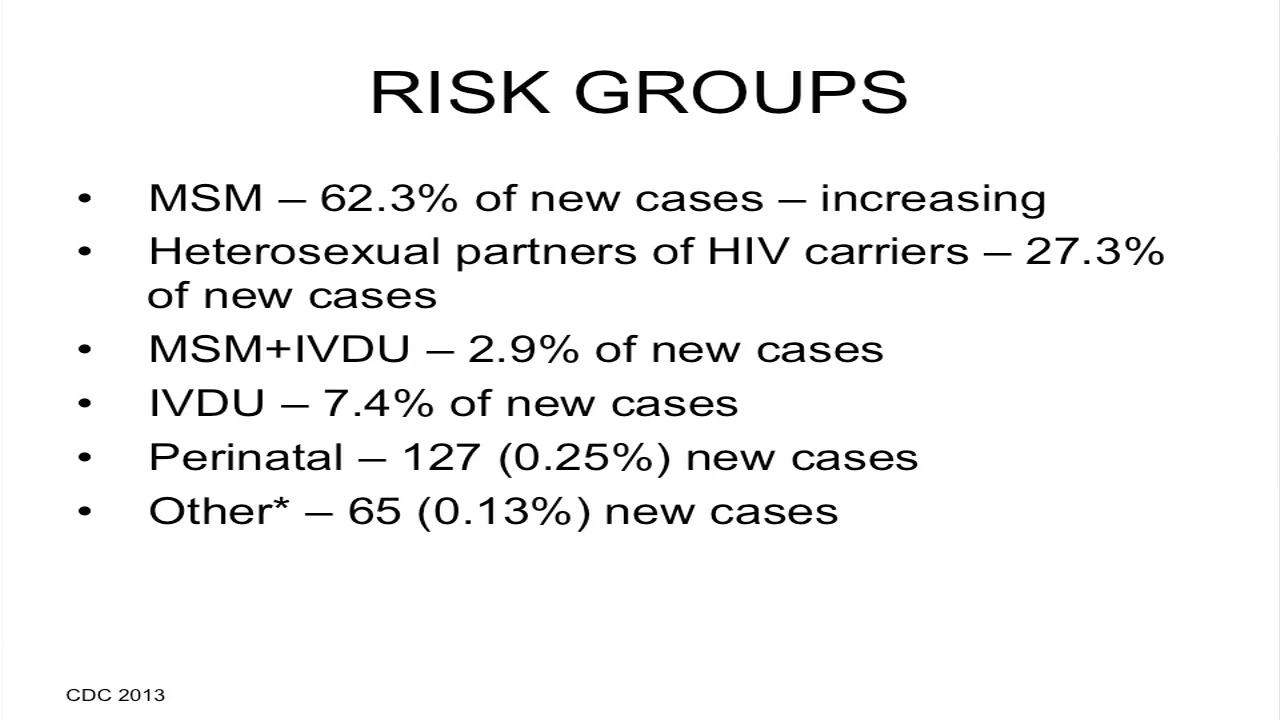 RISK GROUPS
• MSM – 62.3% of new cases – increasing
• Heterosexual partners of HIV carriers – 27.3%
of new cases
• MSM+IVDU – 2.9% of new cases
• IVDU – 7.4% of new cases
• Perinatal – 127 (0.25%) new cases
• Other* – 65 (0.13%) new cases
CDC 2013